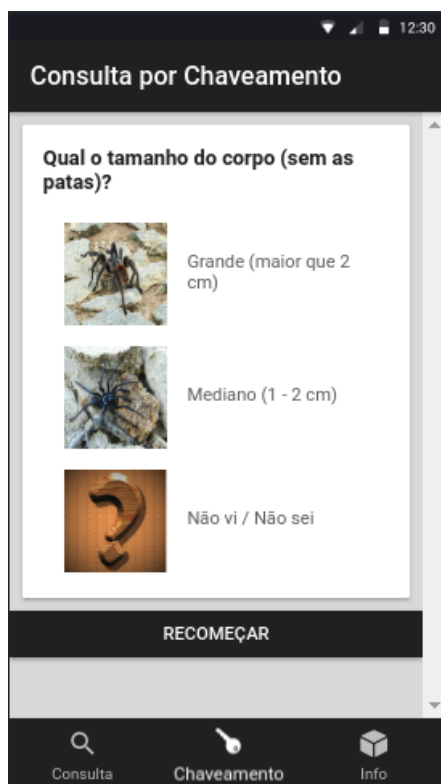 12:30
Consulta por Chaveamento
Qual o tamanho do corpo (sem as
patas)?
Grande (maior que 2
cm)
Mediano (1 - 2 cm)
Não vi / Não sei
RECOMEÇAR
Consulta
Chaveamento
Info